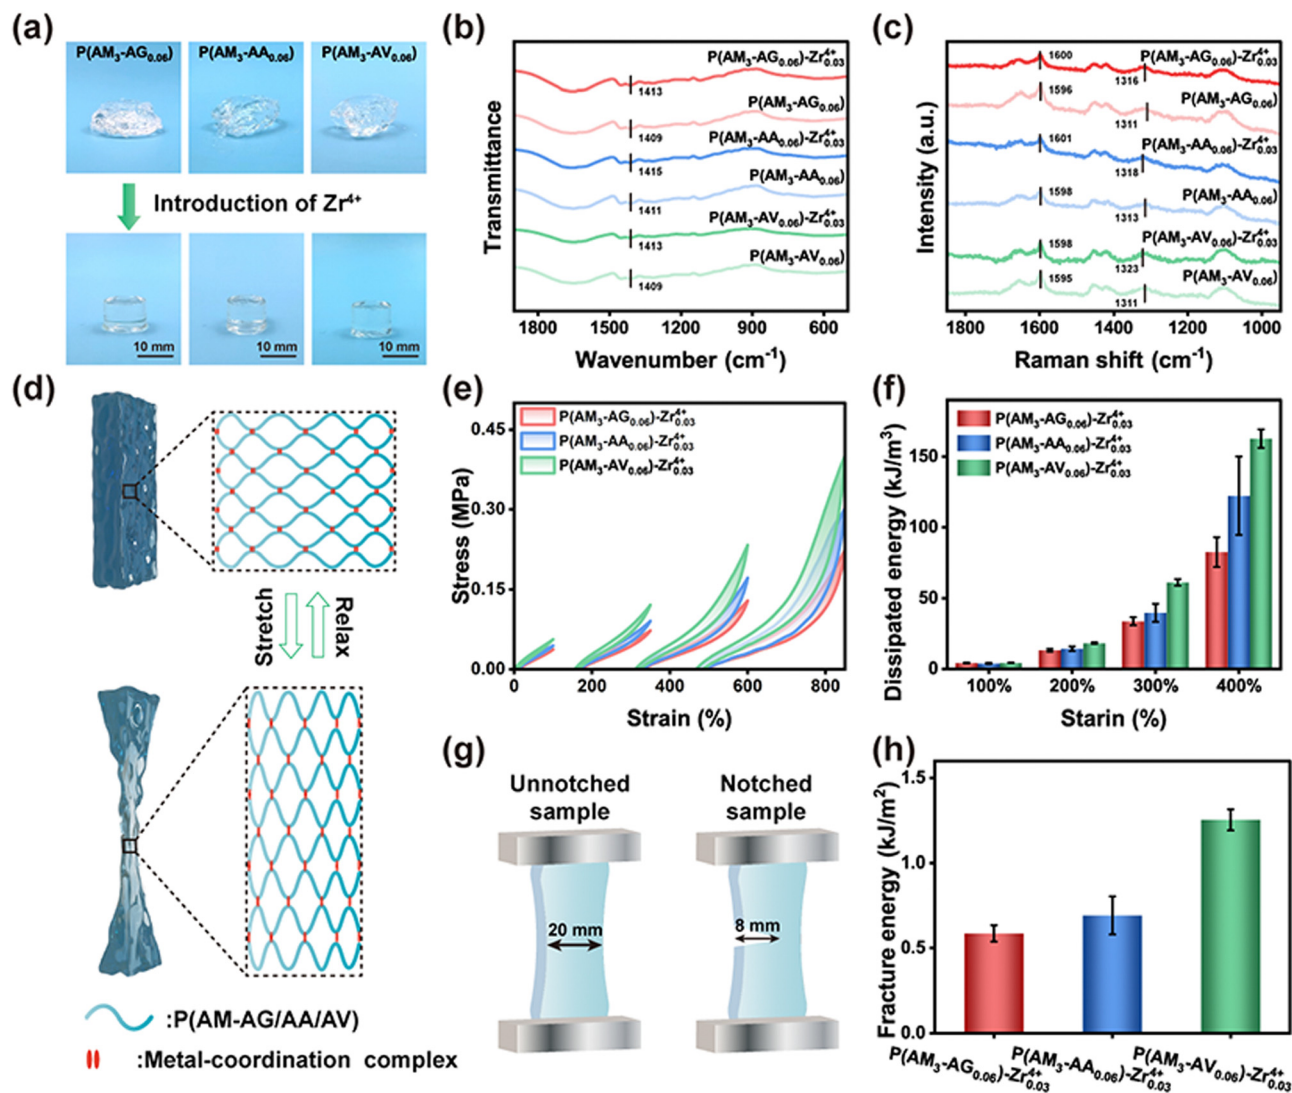 (a)
P(AM3-AG0.06)
P(AM3-AA0.06)
P(AM3-AV0.06)
Introduction of Zr4+
10 mm
10 mm
10 mm
(b)
Transmittance
P(AM3-AG0.06)-Zr4+0.03
1413
P(AM3-AG0.06)
1409
P(AM3-AA0.06)-Zr4+0.03
1415
P(AM3-AA0.06)
1411
P(AM3-AV0.06)-Zr4+0.03
1413
P(AM3-AV0.06)
1409
1800 1500 1200 900 600
Wavenumber (cm-1)
(c)
Intensity (a.u.)
1600
P(AM3-AG0.06)-Zr4+0.03
1316
1596
P(AM3-AG0.06)
1311
1601
P(AM3-AA0.06)-Zr4+0.03
1318
1598
P(AM3-AA0.06)
1313
1598
P(AM3-AV0.06)-Zr4+0.03
1323
1595
P(AM3-AV0.06)
1311
1800 1600 1400 1200 1000
Raman shift (cm-1)
(d)
Stretch
Relax
:P(AM-AG/AA/AV)
:Metal-coordination complex
(e)
Stress (MPa)
0.45
0.30
0.15
0.00
P(AM3-AG0.06)-Zr4+0.03
P(AM3-AA0.06)-Zr4+0.03
P(AM3-AV0.06)-Zr4+0.03
0 200 400 600 800
Strain (%)
(f)
Dissipated energy (kJ/m3)
150
100
50
0
P(AM3-AG0.06)-Zr4+0.03
P(AM3-AA0.06)-Zr4+0.03
P(AM3-AV0.06)-Zr4+0.03
100% 200% 300% 400%
Starin (%)
(g)
Unnotched
sample
20 mm
Notched
sample
8 mm
(h)
Fracture energy (kJ/m2)
1.5
1.0
0.5
0.0
P(AM3-AG0.06)-Zr4+0.03
P(AM3-AA0.06)-Zr4+0.03
P(AM3-AV0.06)-Zr4+0.03